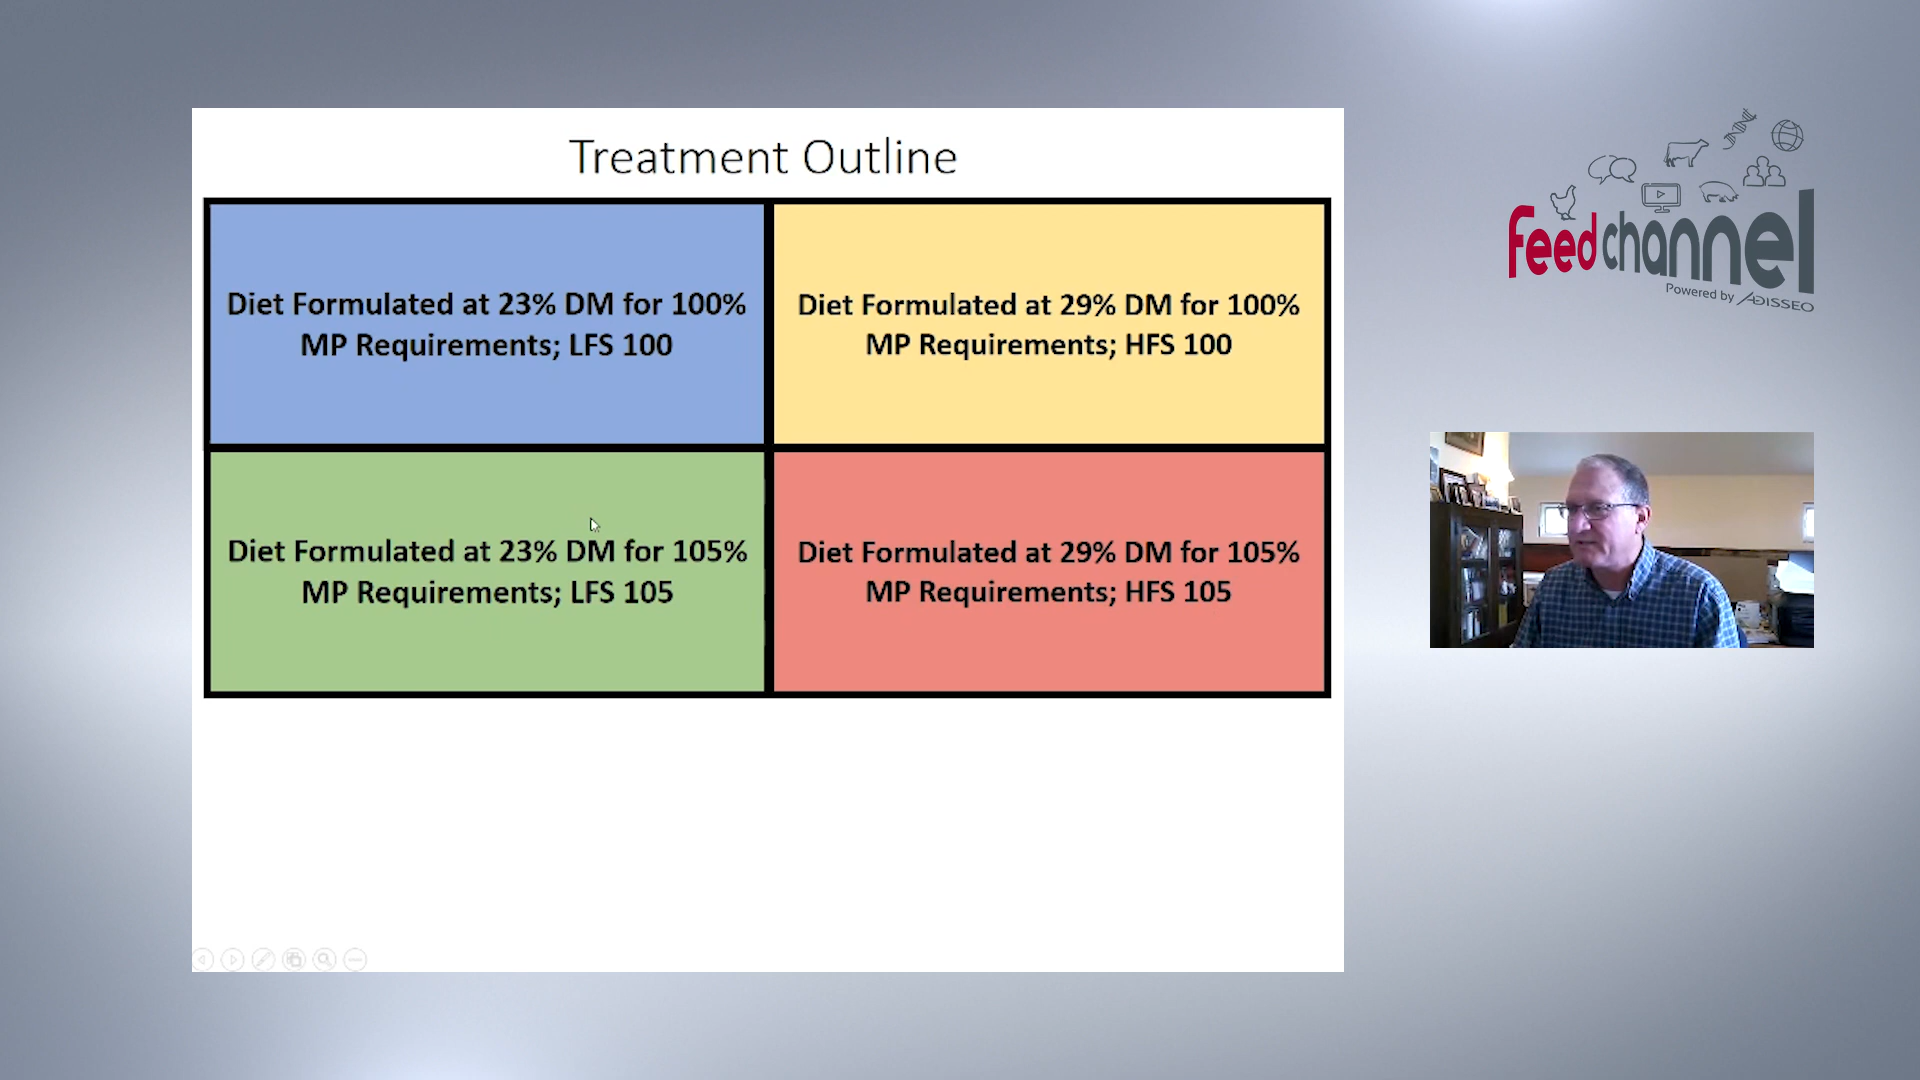 Treatment Outline
Diet Formulated at 23% DM for 100%
MP Requirements; LFS 100
Diet Formulated at 29% DM for 100%
MP Requirements; HFS 100
Diet Formulated at 23% DM for 105%
MP Requirements; LFS 105
Diet Formulated at 29% DM for 105%
MP Requirements; HFS 105
feedchannel
Powered by ADISSEO